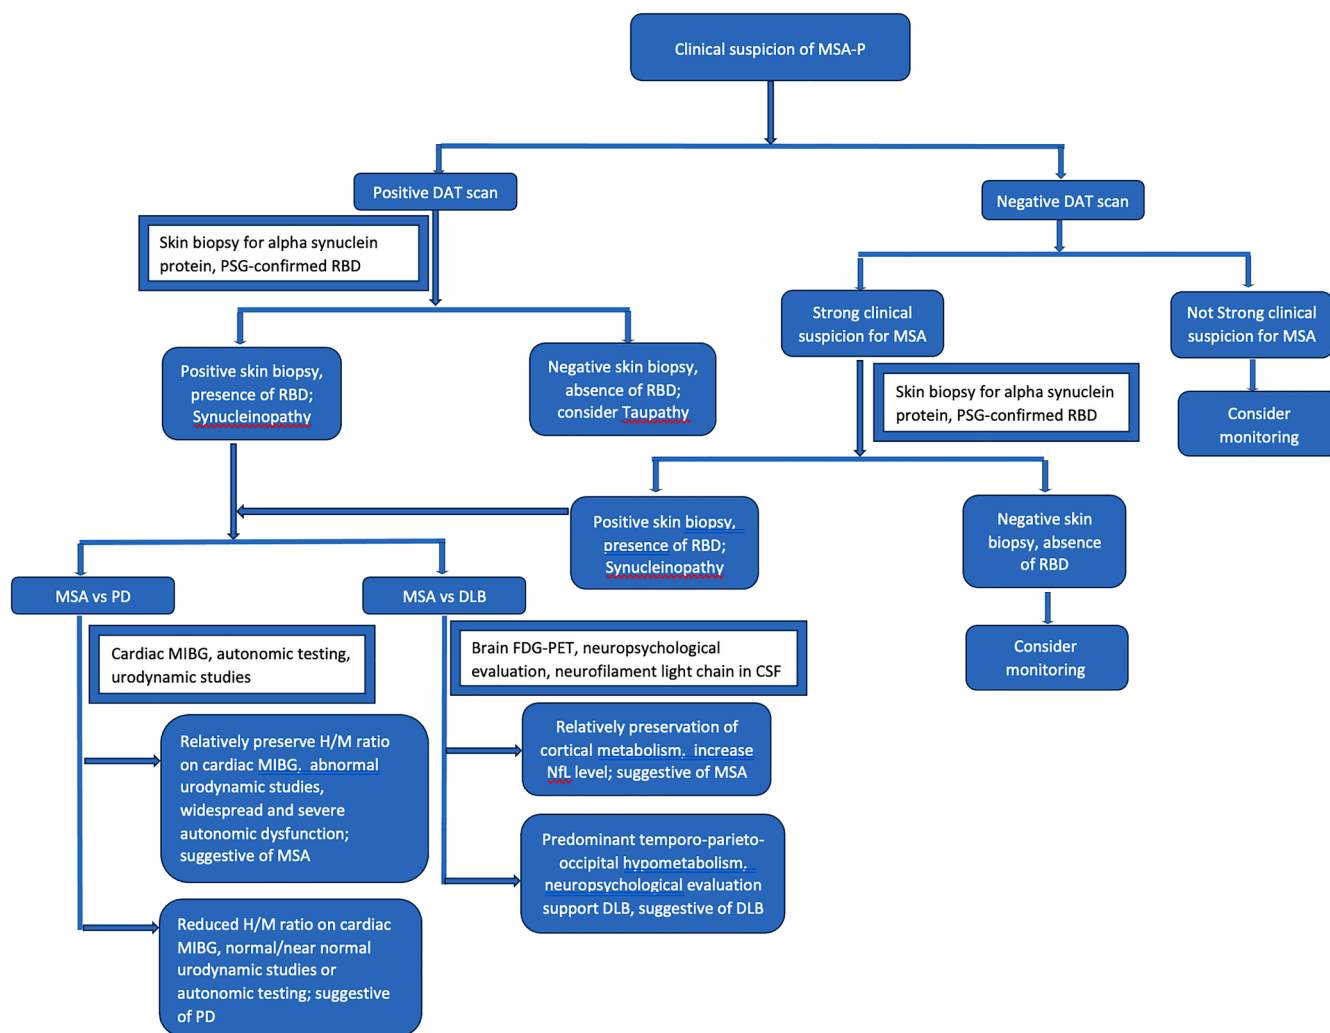 Clinical suspicion of MSA-P
Positive DAT scan
Negative DAT scan
Skin biopsy for alpha synuclein
protein, PSG-confirmed RBD
Strong clinical
suspicion for MSA
Not Strong clinical
suspicion for MSA
Positive skin biopsy,
presence of RBD;
Synucleinopathy
Negative skin biopsy,
absence of RBD;
consider Taupathy
Skin biopsy for alpha synuclein
protein, PSG-confirmed RBD
Consider
monitoring
Positive skin biopsy,
presence of RBD;
Synucleinopathy
Negative skin
biopsy, absence
of RBD
MSA vs PD
MSA vs DLB
Consider
monitoring
Cardiac MIBG, autonomic testing,
urodynamic studies
Brain FDG-PET, neuropsychological
evaluation, neurofilament light chain in CSF
Relatively preserve H/M ratio
on cardiac MIBG, abnormal
urodynamic studies,
widespread and severe
autonomic dysfunction;
suggestive of MSA
Relatively preservation of
cortical metabolism, increase
NfL level; suggestive of MSA
Predominant temporo-parieto-
occipital hypometabolism,
neuropsychological evaluation
support DLB, suggestive of DLB
Reduced H/M ratio on cardiac
MIBG, normal/near normal
urodynamic studies or
autonomic testing; suggestive
of PD